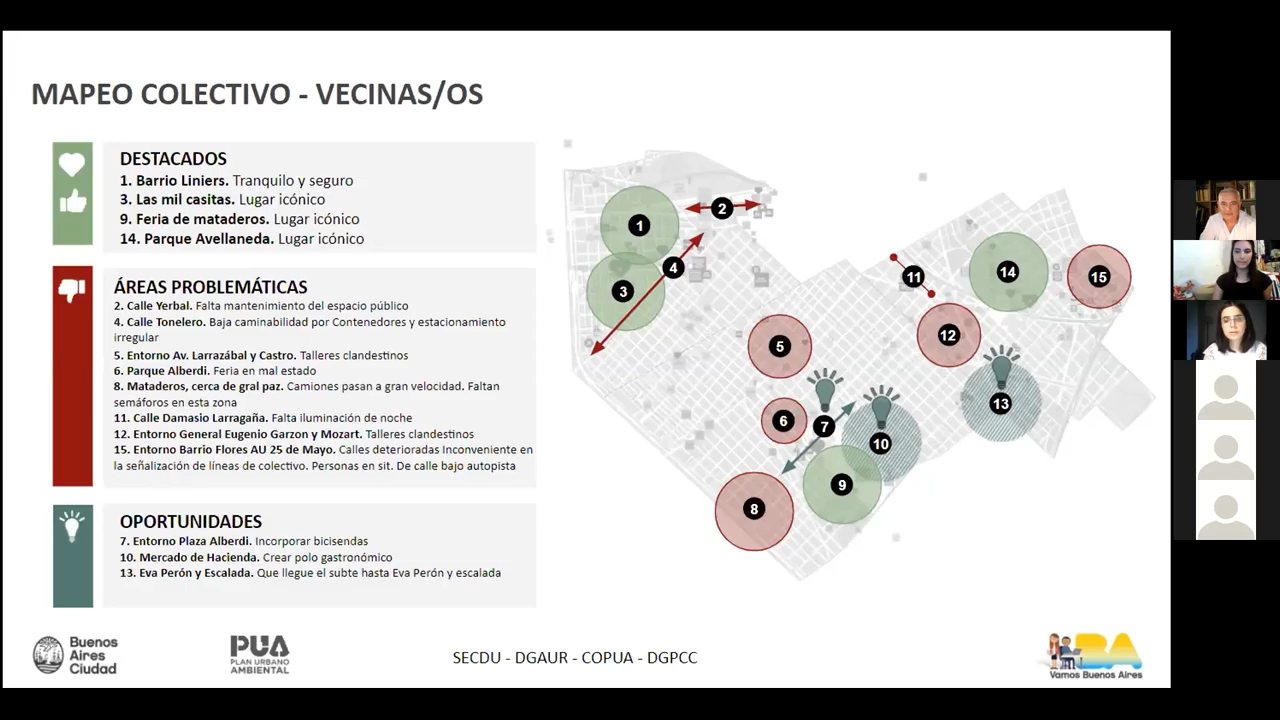 MAPEO COLECTIVO - VECINAS/OS
DESTACADOS
1. Barrio Liniers. Tranquilo y seguro
3. Las mil casitas. Lugar icónico
9. Feria de mataderos. Lugar icónico
14. Parque Avellaneda. Lugar icónico
ÁREAS PROBLEMÁTICAS
2. Calle Yerbal. Falta mantenimiento del espacio público
4. Calle Tonelero. Baja caminabilidad por Contenedores y estacionamiento
irregular
5. Entorno Av. Larrazábal y Castro. Talleres clandestinos
6. Parque Alberdi. Feria en mal estado
8. Mataderos, cerca de gral paz. Camiones pasan a gran velocidad. Faltan
semáforos en esta zona
11. Calle Damasio Larragaña. Falta iluminación de noche
12. Entorno General Eugenio Garzon y Mozart. Talleres clandestinos
15. Entorno Barrio Flores AU 25 de Mayo. Calles deterioradas Inconveniente en
la señalización de líneas de colectivo. Personas en sit. De calle bajo autopista
OPORTUNIDADES
7. Entorno Plaza Alberdi. Incorporar bicisendas
10. Mercado de Hacienda. Crear polo gastronómico
13. Eva Perón y Escalada. Que llegue el subte hasta Eva Perón y escalada
1
2
4
3
11
14
15
12
5
13
6
7
10
9
8
Buenos
Aires
Ciudad
PUA
PLAN URBANO
AMBIENTAL
SECDU - DGAUR - COPUA - DGPCC
BA
Vamos Buenos Aires